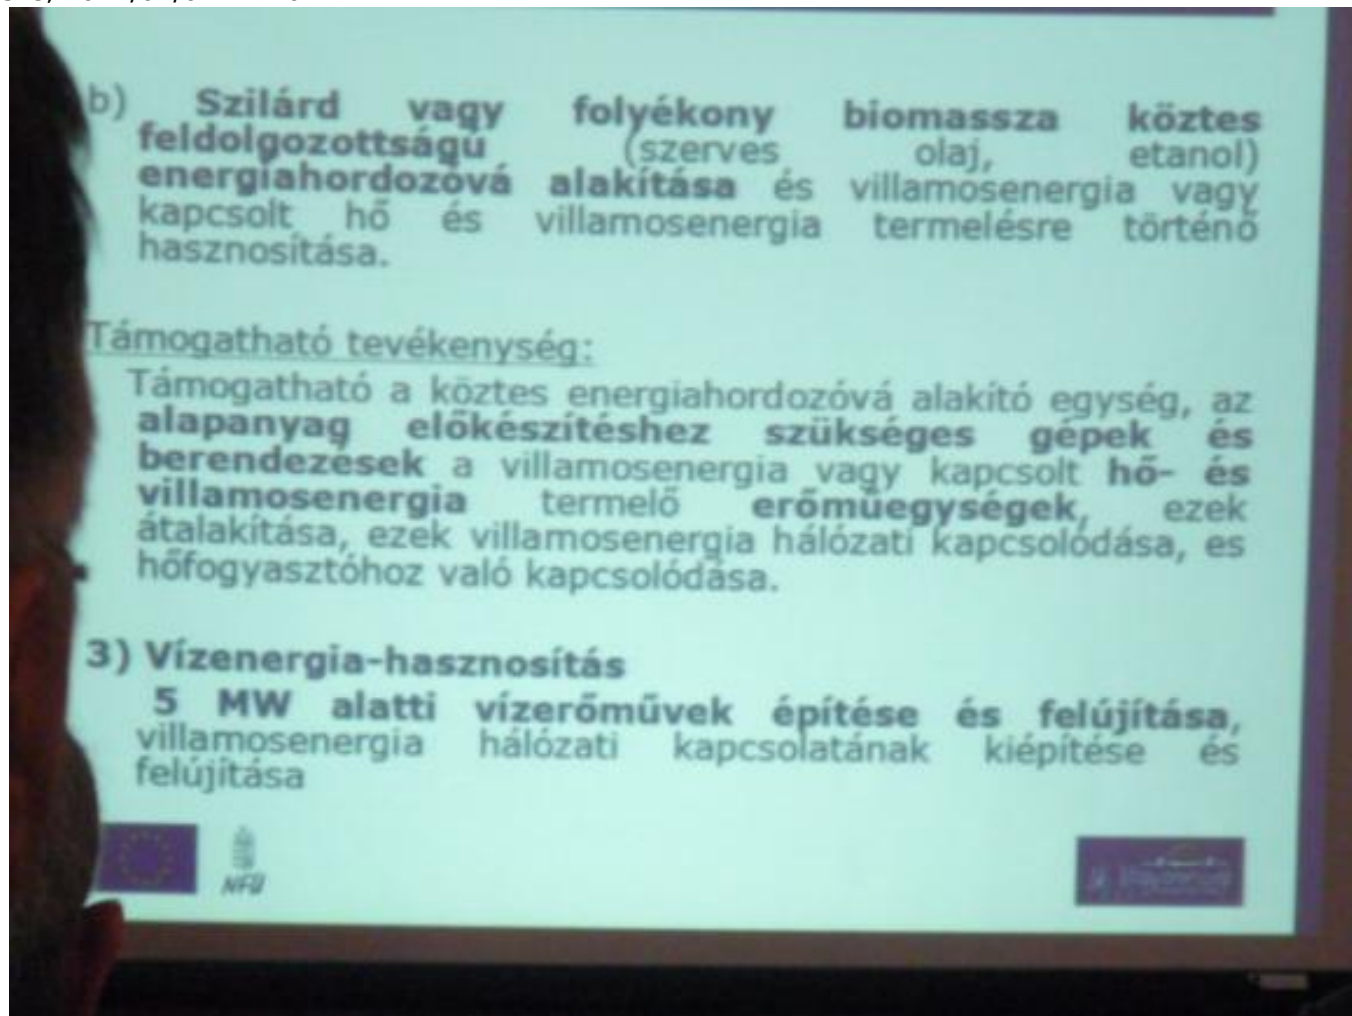 b) Szilárd vagy folyékony biomassza köztes
feldolgozottságú (szerves olaj, etanol)
energiahordozóvá alakítása és villamosenergia vagy
kapcsolt hő és villamosenergia termelésre történő
hasznosítása.
Támogatható tevékenység:
Támogatható a köztes energiahordozóvá alakító egység, az
alapanyag előkészítéshez szükséges gépek és
berendezések a villamosenergia vagy kapcsolt hő- és
villamosenergia termelő erőműegységek, ezek
átalakítása, ezek villamosenergia hálózati kapcsolódása, es
hőfogyasztóhoz való kapcsolódása.
3) Vízenergia-hasznosítás
5 MW alatti vízerőművek építése és felújítása,
villamosenergia hálózati kapcsolatának kiépítése és
felújítása
NFÜ